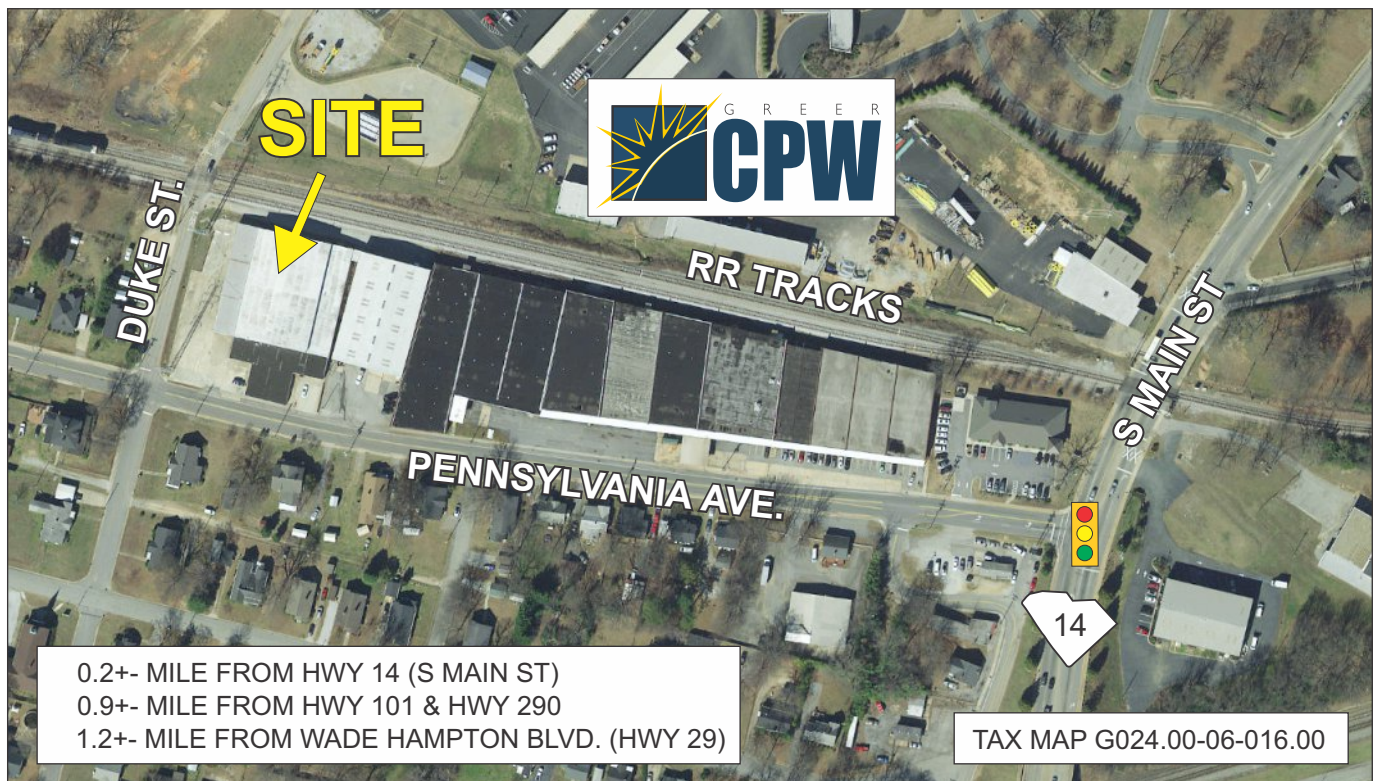 SITE
GREER
CPW
DUKE ST.
RR TRACKS
S MAIN ST
PENNSYLVANIA AVE.
14
0.2+- MILE FROM HWY 14 (S MAIN ST)
0.9+- MILE FROM HWY 101 & HWY 290
1.2+- MILE FROM WADE HAMPTON BLVD. (HWY 29)
TAX MAP G024.00-06-016.00